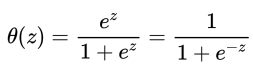 θ(z) = e^z / (1 + e^z) = 1 / (1 + e^{-z})